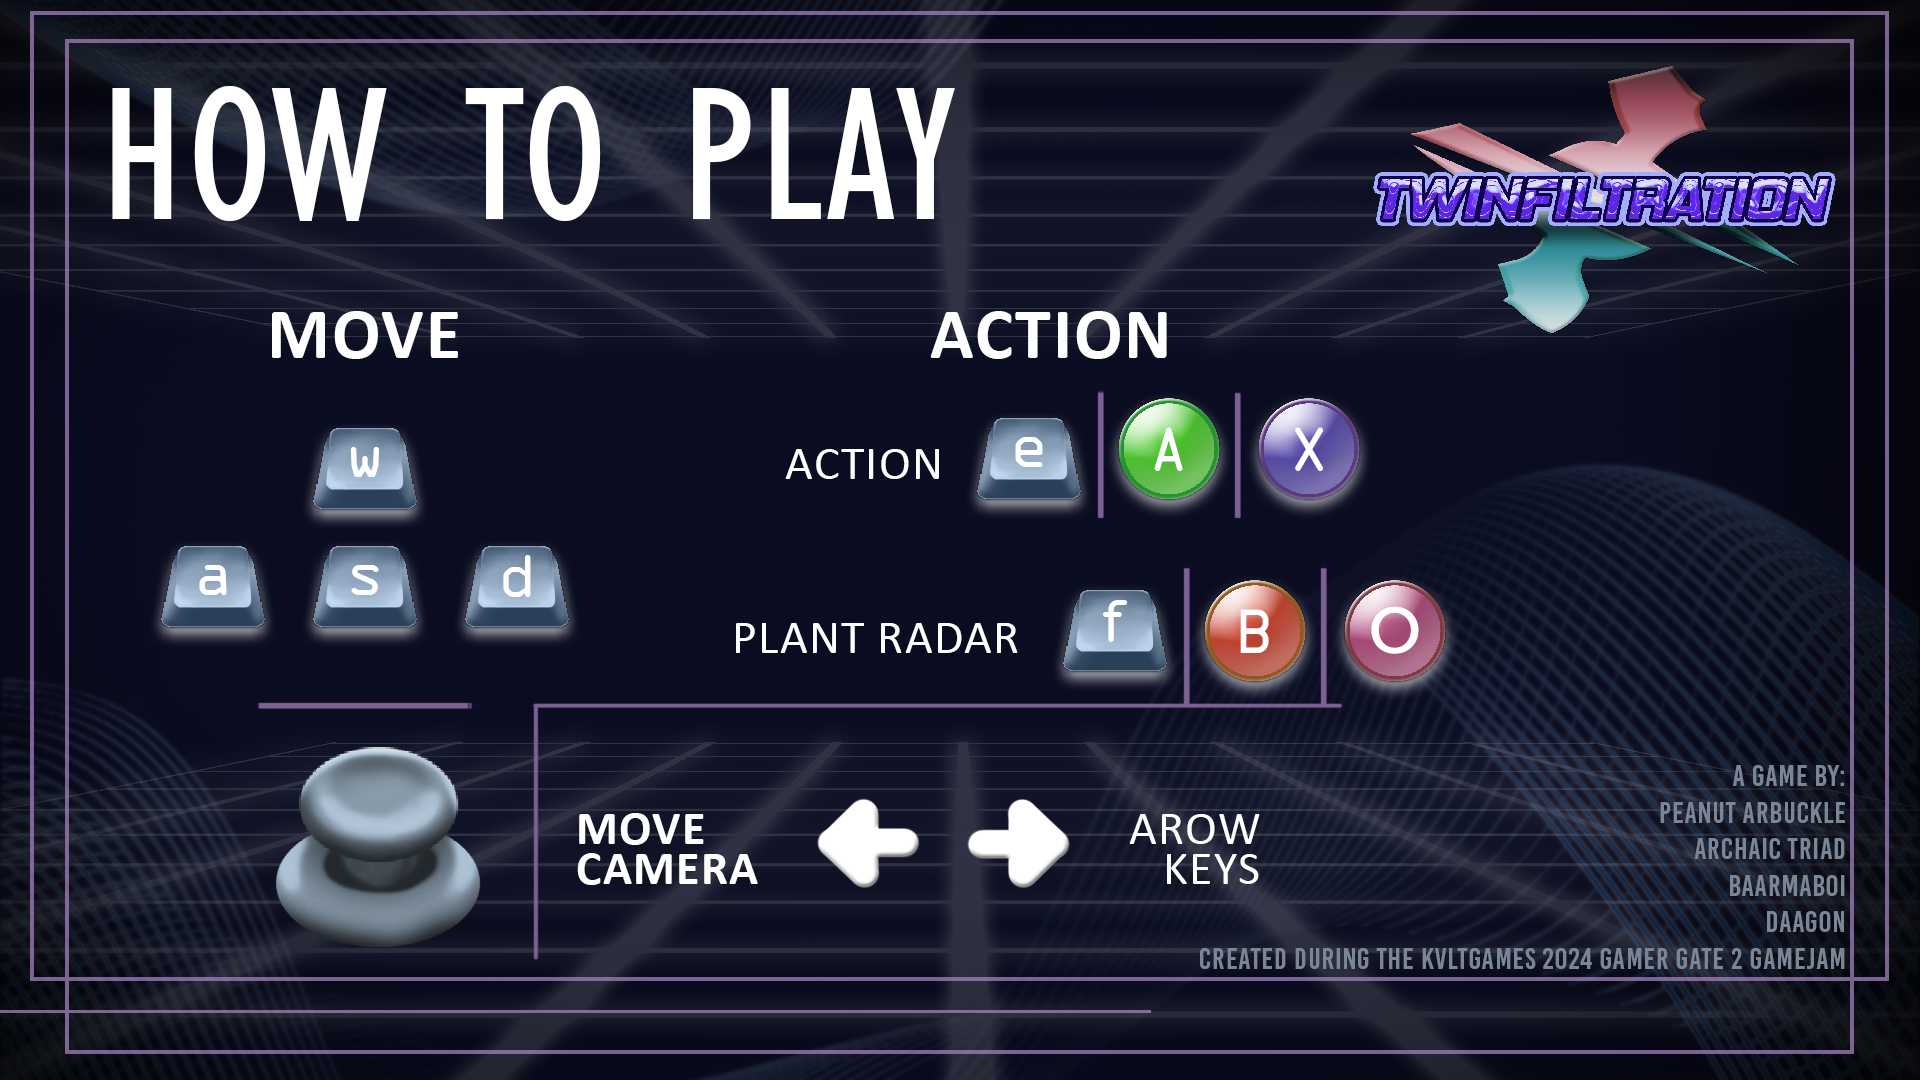 HOW TO PLAY
TWINFILTRATION
MOVE
ACTION
w
a s d
ACTION e A X
PLANT RADAR f B O
MOVE
CAMERA
AROW
KEYS
A GAME BY:
PEANUT ARBUCKLE
ARCHAIC TRIAD
BAARMABOI
DAAGON
CREATED DURING THE KVLTGAMES 2024 GAMER GATE 2 GAMEJAM